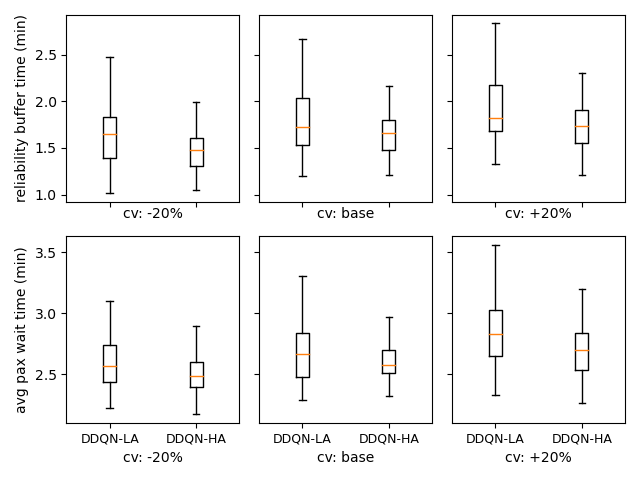 reliability buffer time (min)
2.5
2.0
1.5
1.0
cv: -20%
cv: base
cv: +20%
avg pax wait time (min)
3.5
3.0
2.5
DDQN-LA DDQN-HA
DDQN-LA DDQN-HA
DDQN-LA DDQN-HA
cv: -20%
cv: base
cv: +20%